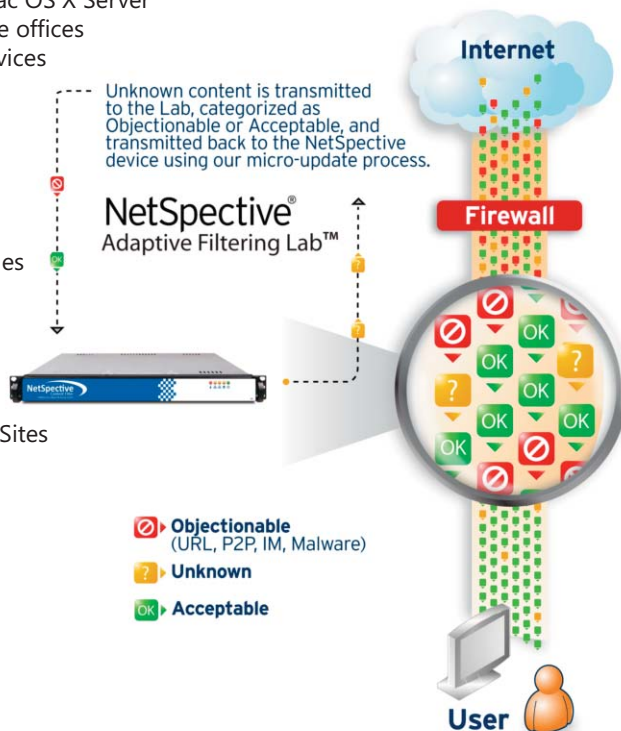 ac OS X Server
e offices
vices
Internet
Unknown content is transmitted
to the Lab, categorized as
Objectionable or Acceptable, and
transmitted back to the NetSpective
device using our micro-update process.
NetSpective®
Adaptive Filtering Lab™
Firewall
es
OK
?
OK
OK
OK
?
?
OK
?
OK
OK
OK
OK
NetSpective
Sites
Objectionable
(URL, P2P, IM, Malware)
? Unknown
OK Acceptable
User